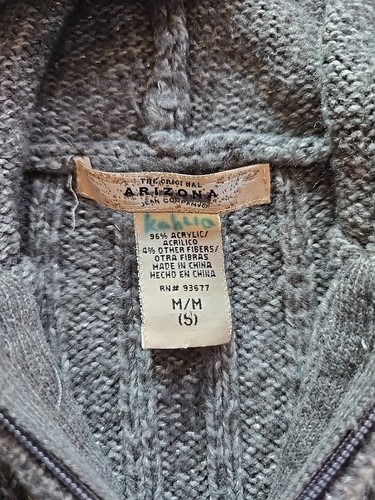 THE ORIGINAL
ARIZONA
JEAN COMPANY
96% ACRYLIC/
ACRILICO
4% OTHER FIBERS/
OTRA FIBRAS
MADE IN CHINA
HECHO EN CHINA
RN# 93677
M/M
(S)